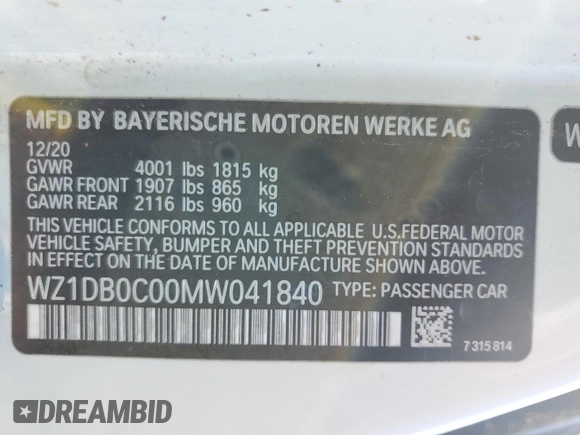 MFD BY BAYERISCHE MOTOREN WERKE AG
12/20
GVWR 4001 lbs 1815 kg
GAWR FRONT 1907 lbs 865 kg
GAWR REAR 2116 lbs 960 kg
THIS VEHICLE CONFORMS TO ALL APPLICABLE U.S.FEDERAL MOTOR
VEHICLE SAFETY, BUMPER AND THEFT PREVENTION STANDARDS
IN EFFECT ON THE DATE OF MANUFACTURE SHOWN ABOVE.
WZ1DB0C00MW041840 TYPE: PASSENGER CAR
7315814
W
DREAMBID